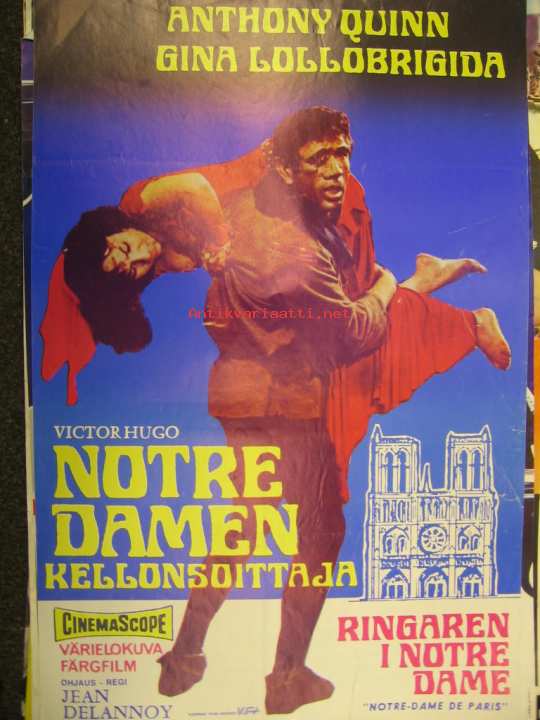 ANTHONY QUINN
GINA LOLLOBRIGIDA
Antikvariaatti.net
VICTOR HUGO
NOTRE
DAMEN
KELLONSOITTAJA
CINEMASCOPE
VÄRIELOKUVA
FÄRGFILM
OHJAUS - REGI
JEAN
DELANNOY
RINGAREN
I NOTRE
DAME
"NOTRE-DAME DE PARIS"